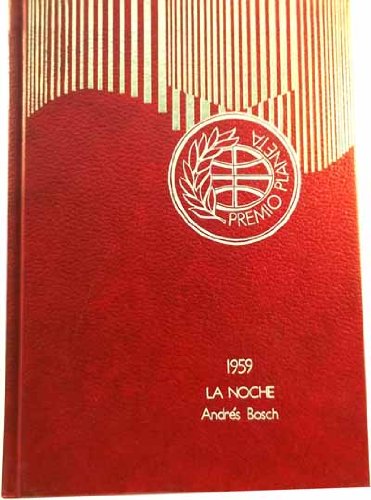 PREMIO PLANETA
1959
LA NOCHE
Andrés Bosch